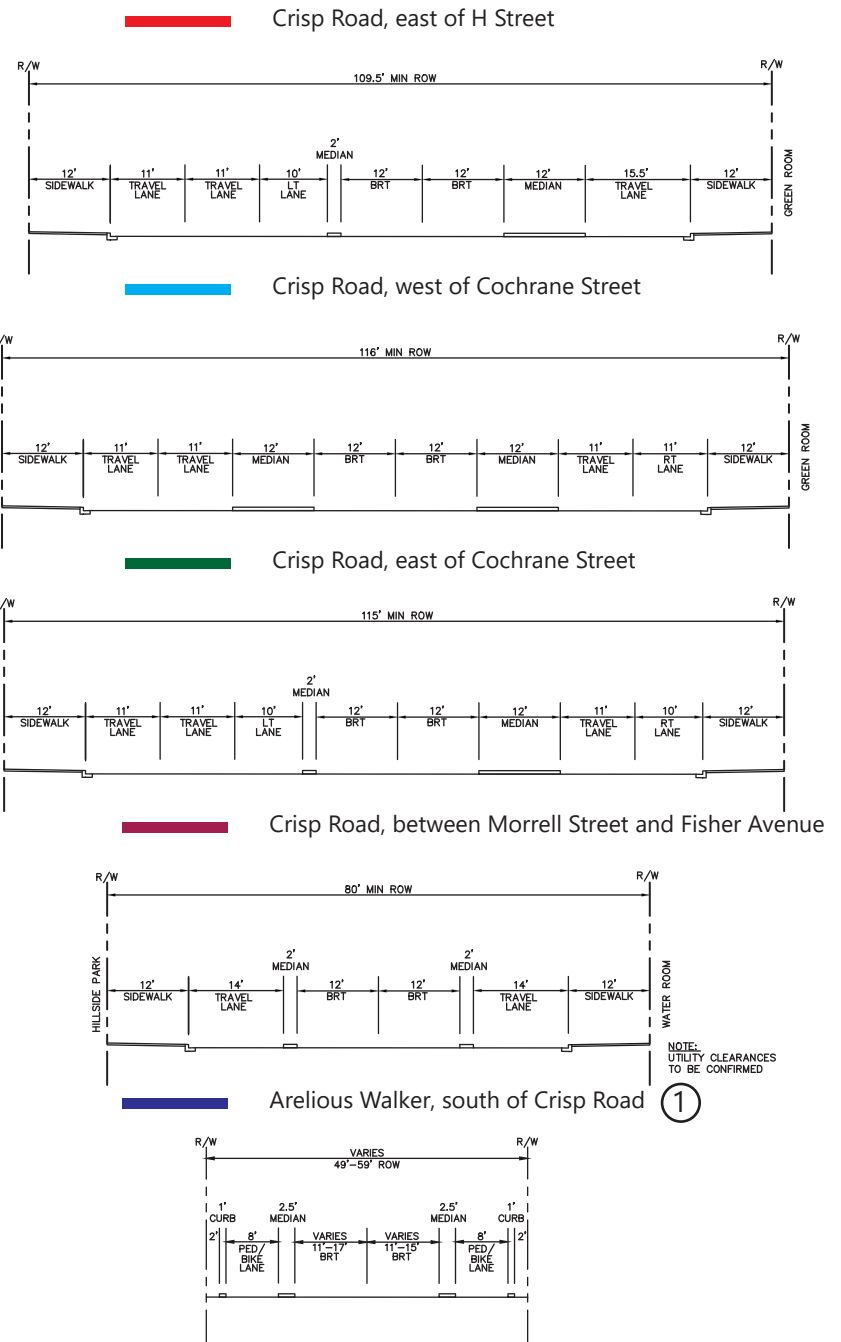 Crisp Road, east of H Street
R/W
R/W
109.5' MIN ROW
2'
MEDIAN
12' 11' 11' 10' 12' 12' 12' 15.5' 12'
SIDEWALK TRAVEL LANE TRAVEL LANE LT LANE BRT BRT MEDIAN TRAVEL LANE SIDEWALK
GREEN ROOM
Crisp Road, west of Cochrane Street
/W
R/W
116' MIN ROW
12' 11' 11' 12' 12' 12' 12' 11' 11' 12'
SIDEWALK TRAVEL LANE TRAVEL LANE MEDIAN BRT BRT MEDIAN TRAVEL LANE RT LANE SIDEWALK
GREEN ROOM
Crisp Road, east of Cochrane Street
/W
R/W
115' MIN ROW
2'
MEDIAN
12' 11' 11' 10' 12' 12' 12' 11' 10' 12'
SIDEWALK TRAVEL LANE TRAVEL LANE LT LANE BRT BRT MEDIAN TRAVEL LANE RT LANE SIDEWALK
Crisp Road, between Morrell Street and Fisher Avenue
R/W
R/W
80' MIN ROW
2' 2'
MEDIAN MEDIAN
HILLSIDE PARK
12' 14' 12' 12' 14' 12'
SIDEWALK TRAVEL LANE BRT BRT TRAVEL LANE SIDEWALK
WATER ROOM
NOTE:
UTILITY CLEARANCES
TO BE CONFIRMED
Arelious Walker, south of Crisp Road 1
R/W
R/W
VARIES
49'-59' ROW
1' 2.5' 2.5' 1'
CURB MEDIAN MEDIAN CURB
2' 8' VARIES VARIES 8' 2'
PED/ BIKE LANE 11'-17' BRT 11'-15' BRT PED/ BIKE LANE